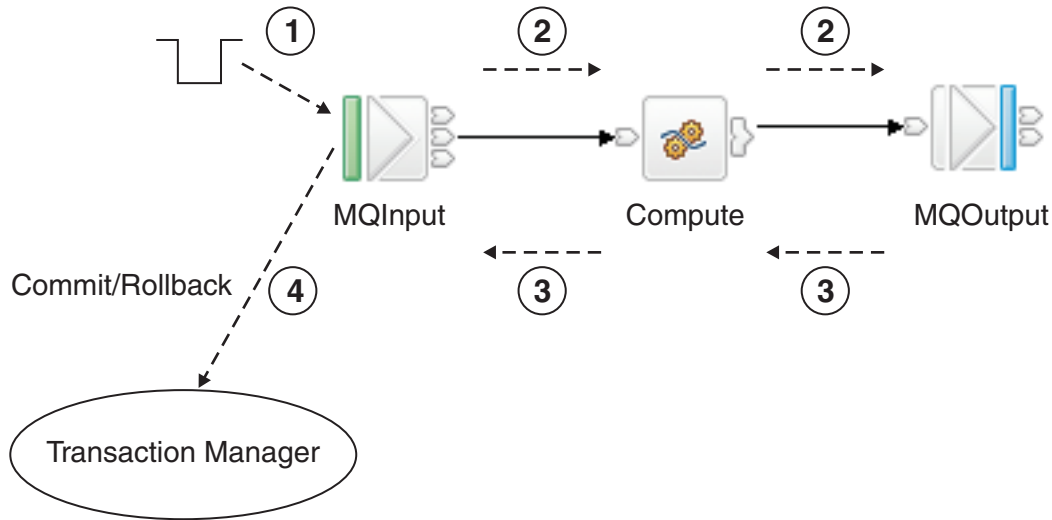 1
2
2
MQInput
Compute
MQOutput
Commit/Rollback
4
3
3
Transaction Manager